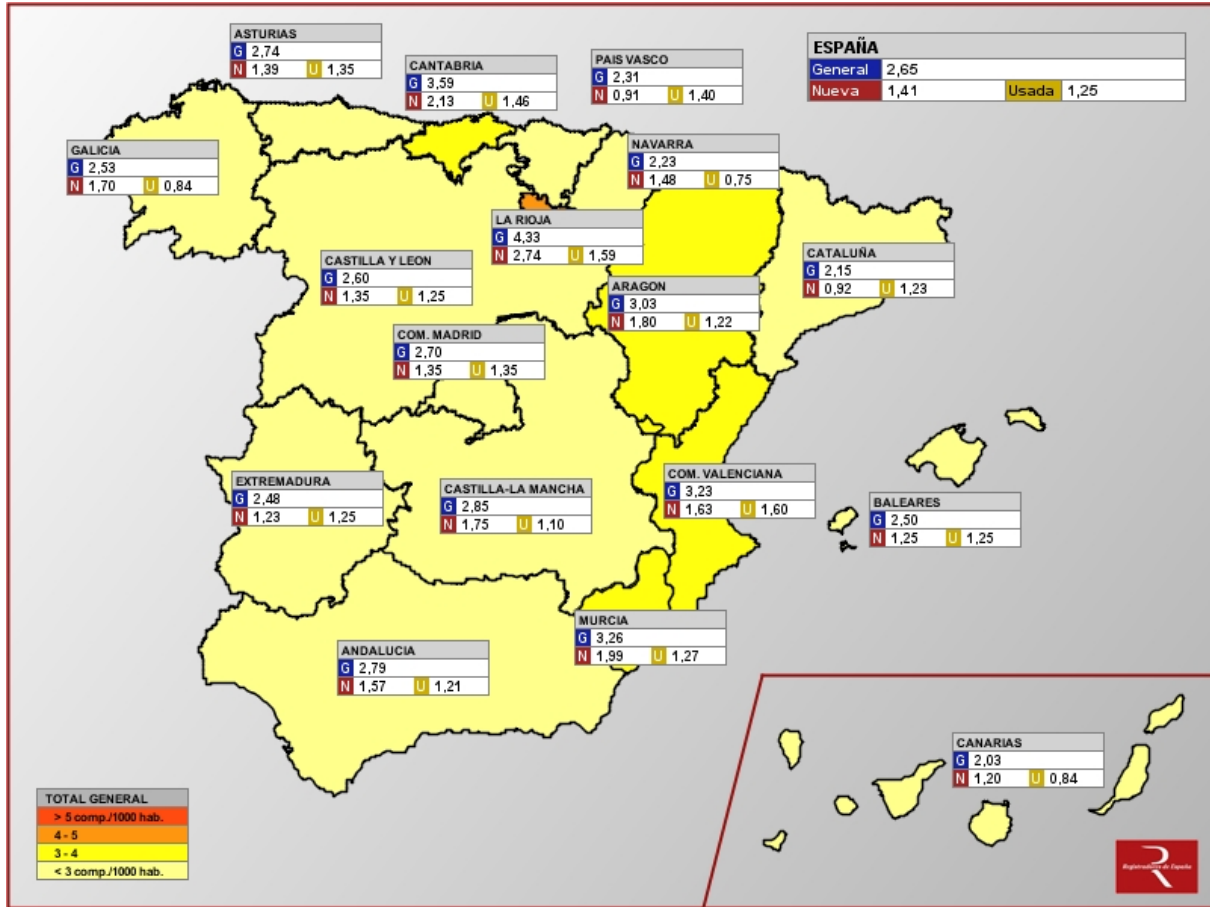 ASTURIAS
G 2,74
N 1,39 U 1,35
CANTABRIA
G 3,59
N 2,13 U 1,46
PAIS VASCO
G 2,31
N 0,91 U 1,40
ESPAÑA
General 2,65
Nueva 1,41 Usada 1,25
GALICIA
G 2,53
N 1,70 U 0,84
NAVARRA
G 2,23
N 1,48 U 0,75
LA RIOJA
G 4,33
N 2,74 U 1,59
CASTILLA Y LEON
G 2,60
N 1,35 U 1,25
CATALUÑA
G 2,15
N 0,92 U 1,23
ARAGON
G 3,03
N 1,80 U 1,22
COM. MADRID
G 2,70
N 1,35 U 1,35
EXTREMADURA
G 2,48
N 1,23 U 1,25
CASTILLA-LA MANCHA
G 2,85
N 1,75 U 1,10
COM. VALENCIANA
G 3,23
N 1,63 U 1,60
BALEARES
G 2,50
N 1,25 U 1,25
MURCIA
G 3,26
N 1,99 U 1,27
ANDALUCIA
G 2,79
N 1,57 U 1,21
CANARIAS
G 2,03
N 1,20 U 0,84
TOTAL GENERAL
> 5 comp./1000 hab.
4 - 5
3 - 4
< 3 comp./1000 hab.
R
Registradores de España